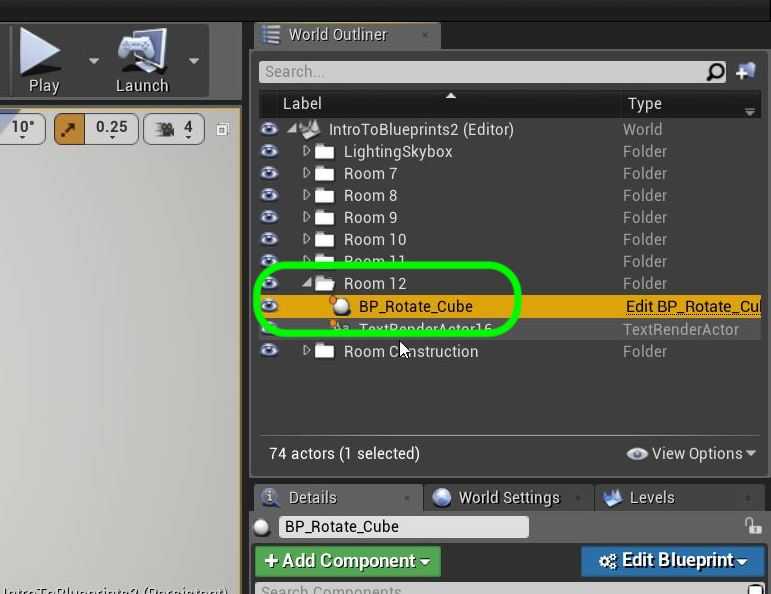 World Outliner
Play
Launch
Search...
Label
Type
10°
0.25
4
IntroToBlueprints2 (Editor)
World
LightingSkybox
Folder
Room 7
Folder
Room 8
Folder
Room 9
Folder
Room 10
Folder
Room 11
Folder
Room 12
Folder
BP_Rotate_Cube
Edit BP_Rotate_Cu
TextRenderActor16
TextRenderActor
Room Construction
Folder
74 actors (1 selected)
View Options
Details
World Settings
Levels
BP_Rotate_Cube
+ Add Component
Edit Blueprint
IntroToBlueprints2 (Persistent)
Search Components